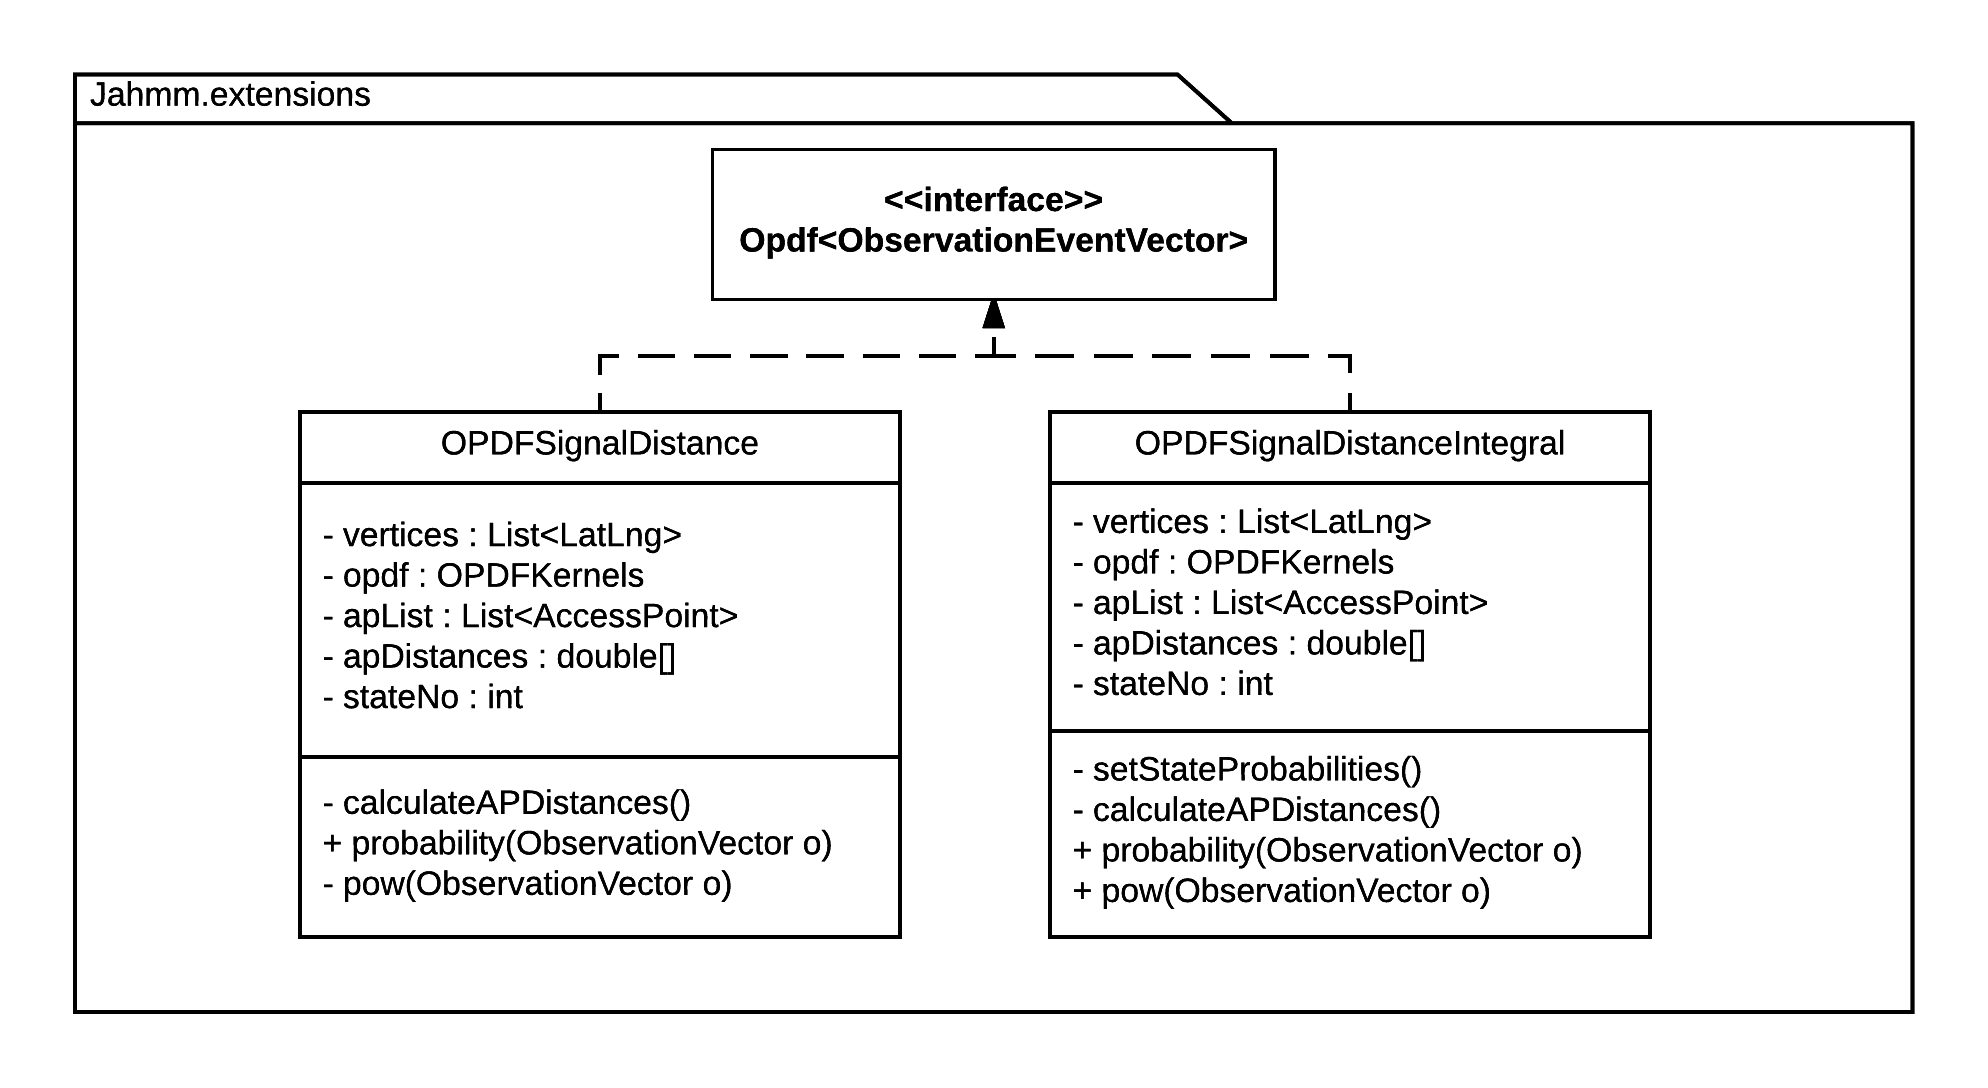 Jahmm.extensions
<<interface>>
Opdf<ObservationEventVector>
OPDFSignalDistance
- vertices : List<LatLng>
- opdf : OPDFKernels
- apList : List<AccessPoint>
- apDistances : double[]
- stateNo : int
- calculateAPDistances()
+ probability(ObservationVector o)
- pow(ObservationVector o)
OPDFSignalDistanceIntegral
- vertices : List<LatLng>
- opdf : OPDFKernels
- apList : List<AccessPoint>
- apDistances : double[]
- stateNo : int
- setStateProbabilities()
- calculateAPDistances()
+ probability(ObservationVector o)
+ pow(ObservationVector o)